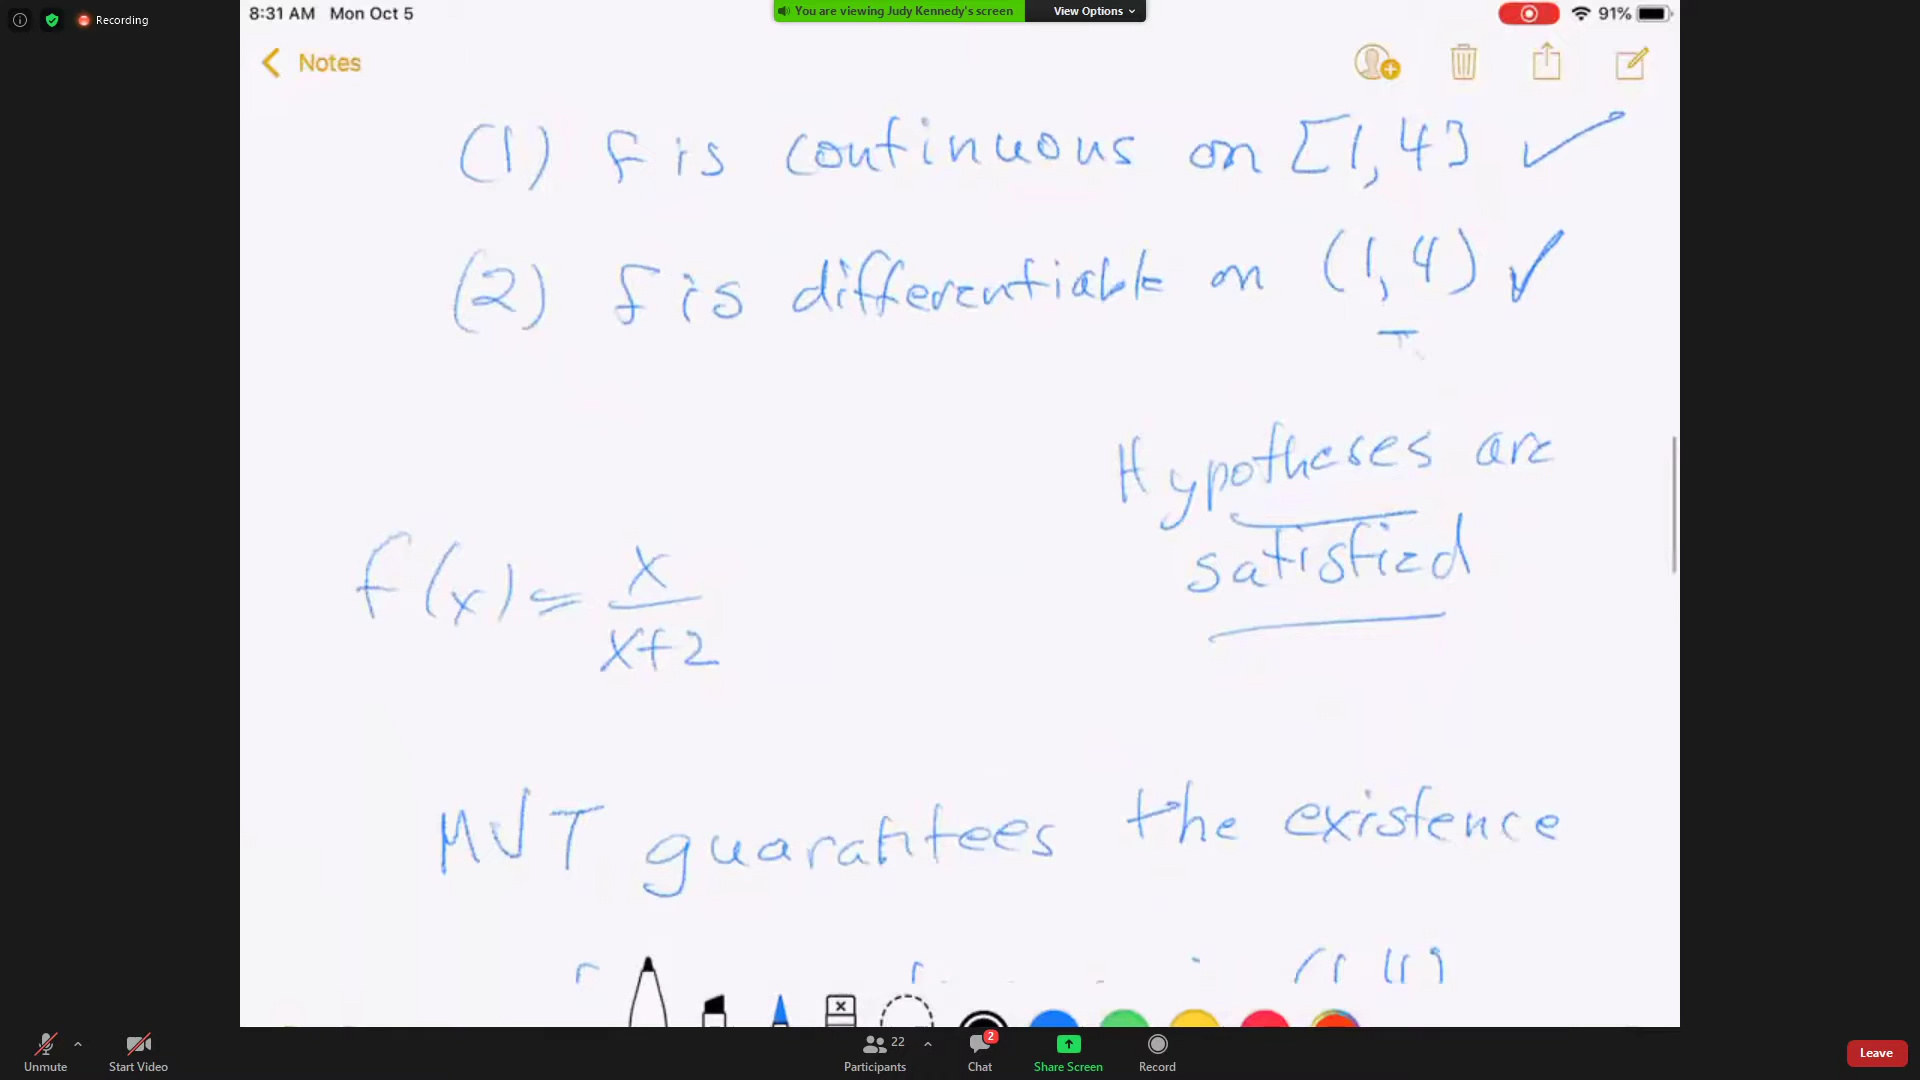 Recording
8:31 AM Mon Oct 5
You are viewing Judy Kennedy's screen
View Options
91%
Notes
(1) f is continuous on [1, 4] ✓
(2) f is differentiable on (1, 4) ✓
Hypotheses are
satisfied
f(x) = x/(x+2)
MVT guarantees the existence
Unmute
Start Video
22
Participants
2
Chat
Share Screen
Record
Leave